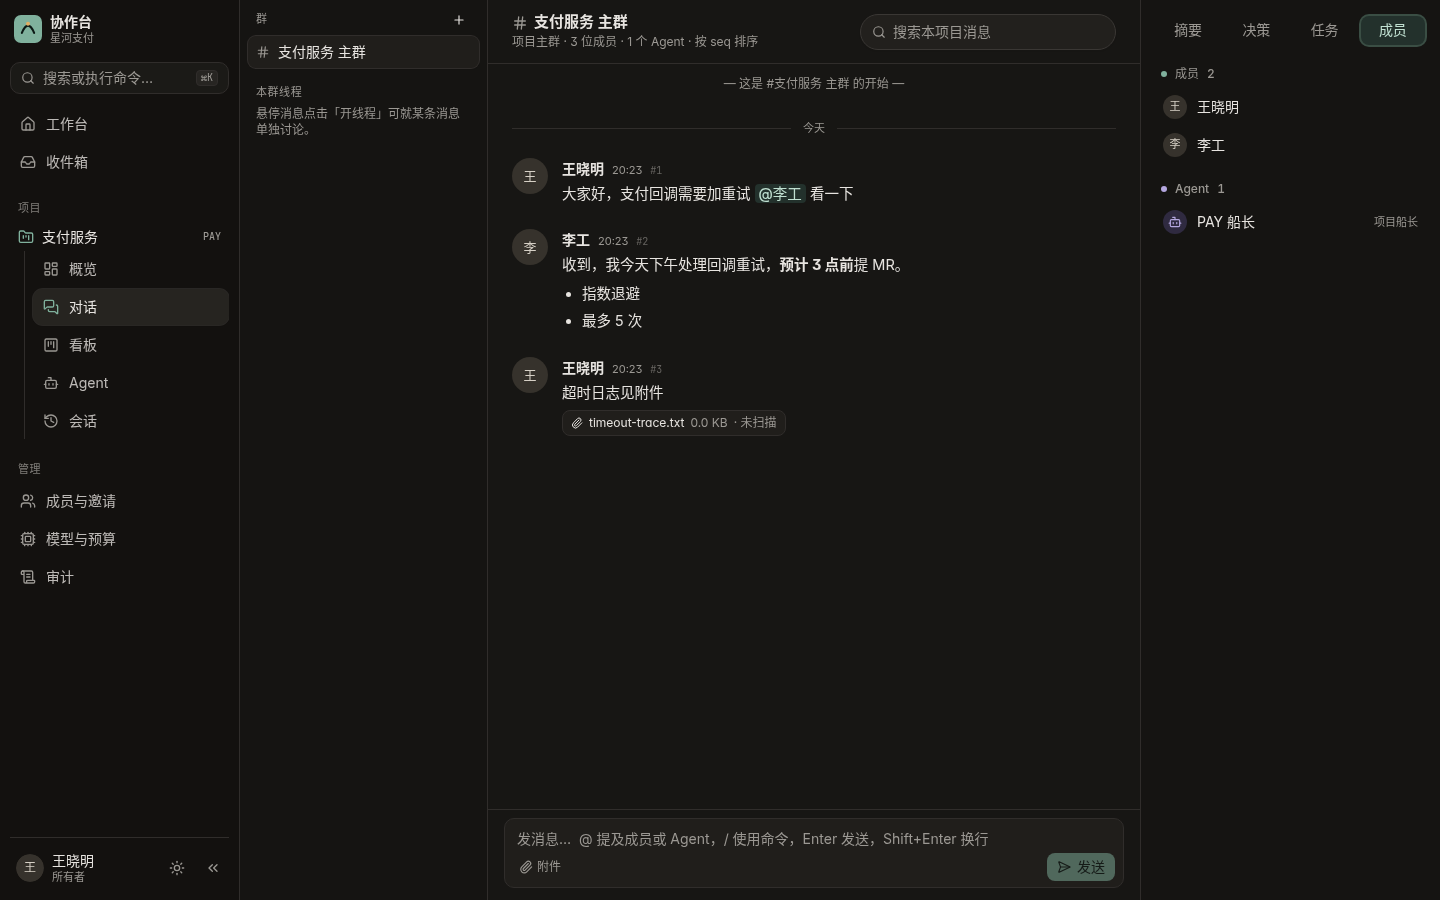 协作台
星河支付
搜索或执行命令... ⌘K
工作台
收件箱
项目
支付服务 PAY
概览
对话
看板
Agent
会话
管理
成员与邀请
模型与预算
审计
王 王晓明
所有者
群
# 支付服务 主群
本群线程
悬停消息点击「开线程」可就某条消息
单独讨论。
# 支付服务 主群
项目主群 · 3 位成员 · 1 个 Agent · 按 seq 排序
搜索本项目消息
— 这是 #支付服务 主群 的开始 —
今天
王 王晓明 20:23 #1
大家好，支付回调需要加重试 @李工 看一下
李 李工 20:23 #2
收到，我今天下午处理回调重试，预计 3 点前提 MR。
• 指数退避
• 最多 5 次
王 王晓明 20:23 #3
超时日志见附件
timeout-trace.txt 0.0 KB · 未扫描
发消息... @ 提及成员或 Agent，/ 使用命令，Enter 发送，Shift+Enter 换行
附件
发送
摘要 决策 任务 成员
成员 2
王 王晓明
李 李工
Agent 1
PAY 船长 项目船长